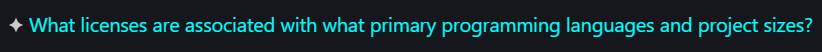 ✦ What licenses are associated with what primary programming languages and project sizes?